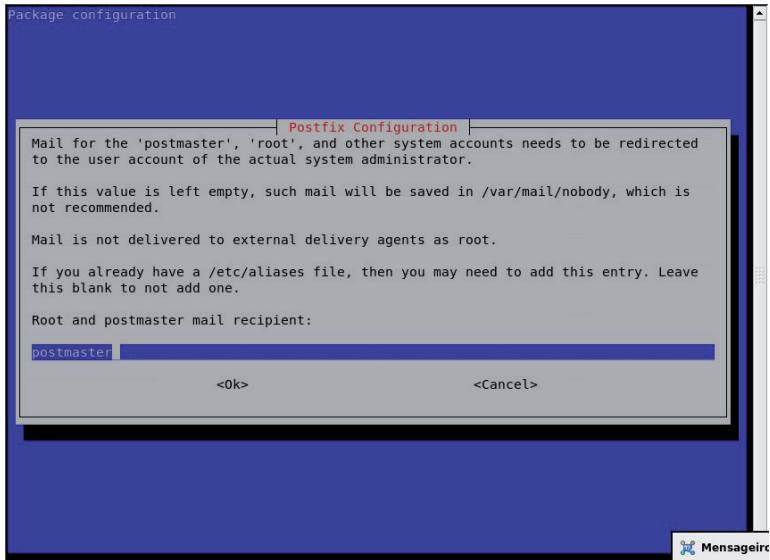 Package configuration
Postfix Configuration
Mail for the 'postmaster', 'root', and other system accounts needs to be redirected
to the user account of the actual system administrator.
If this value is left empty, such mail will be saved in /var/mail/nobody, which is
not recommended.
Mail is not delivered to external delivery agents as root.
If you already have a /etc/aliases file, then you may need to add this entry. Leave
this blank to not add one.
Root and postmaster mail recipient:
postmaster
<Ok> <Cancel>
Mensageiro